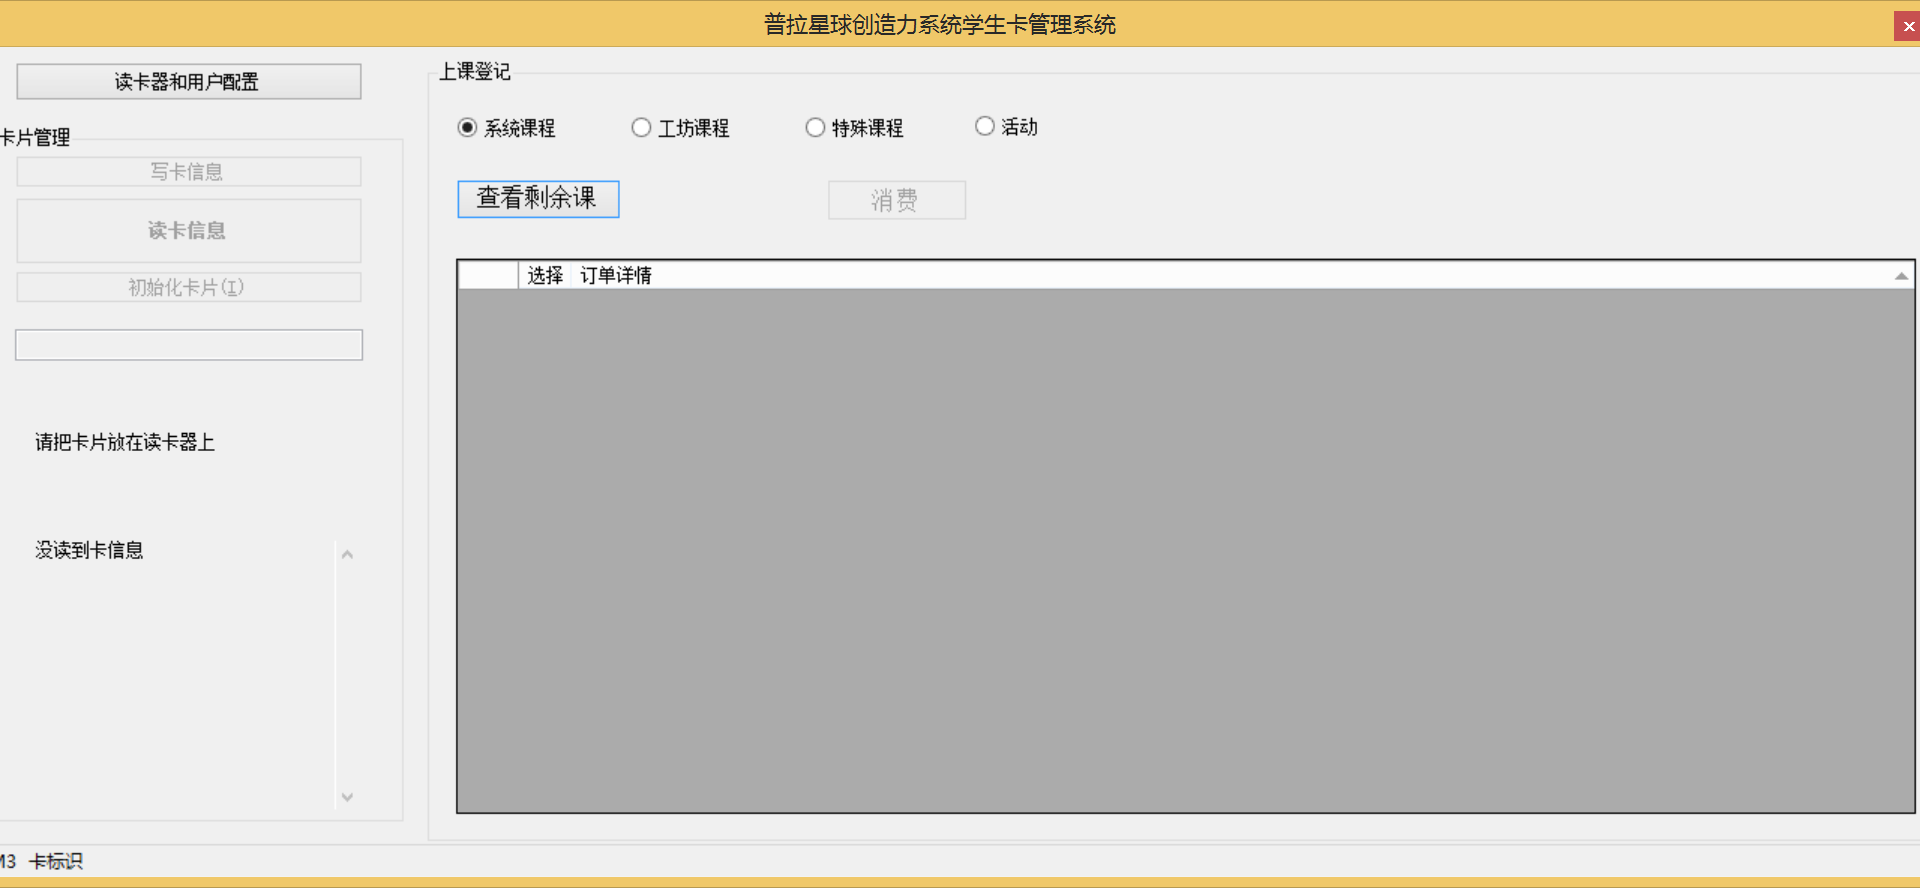 普拉星球创造力系统学生卡管理系统
读卡器和用户配置
卡片管理
写卡信息
读卡信息
初始化卡片(I)
请把卡片放在读卡器上
没读到卡信息
上课登记
系统课程 工坊课程 特殊课程 活动
查看剩余课 消费
选择 订单详情
M3 卡标识